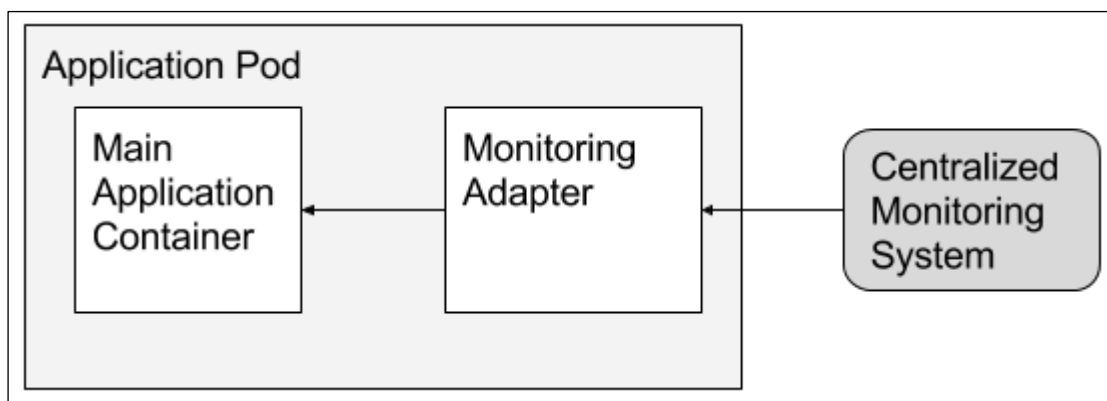 Application Pod
Main
Application
Container
Monitoring
Adapter
Centralized
Monitoring
System